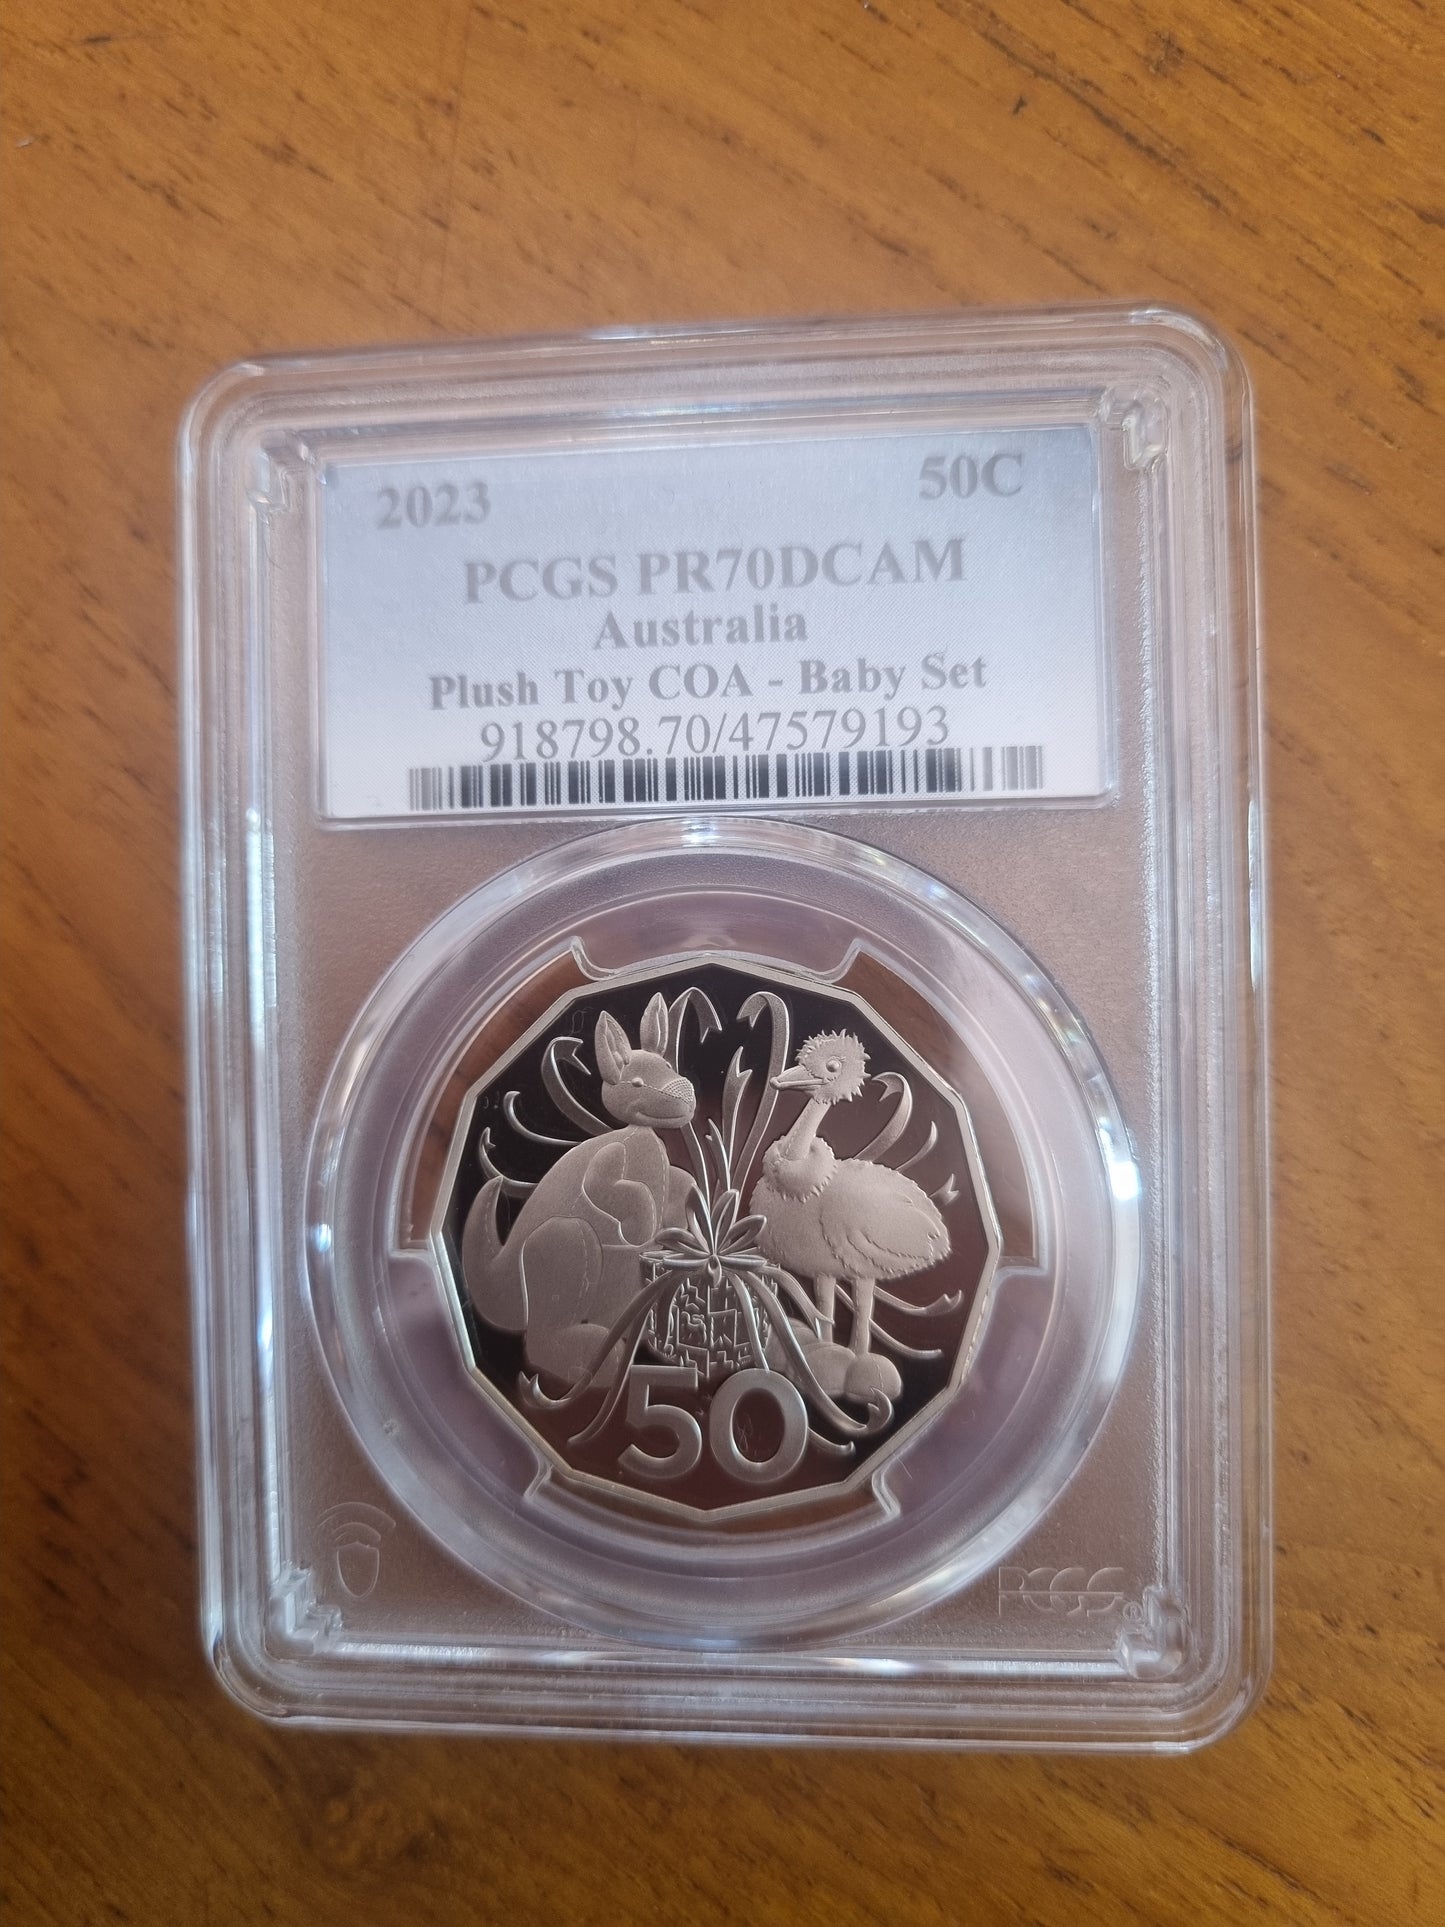 2023 50C
PCGS PR70DCAM
Australia
Plush Toy COA - Baby Set
918798.70/47579193
50
PCGS®